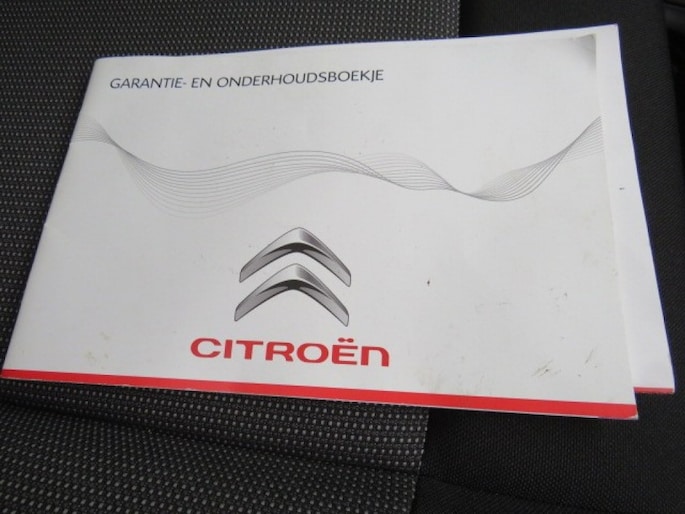 GARANTIE- EN ONDERHOUDSBOEKJE
CITROËN